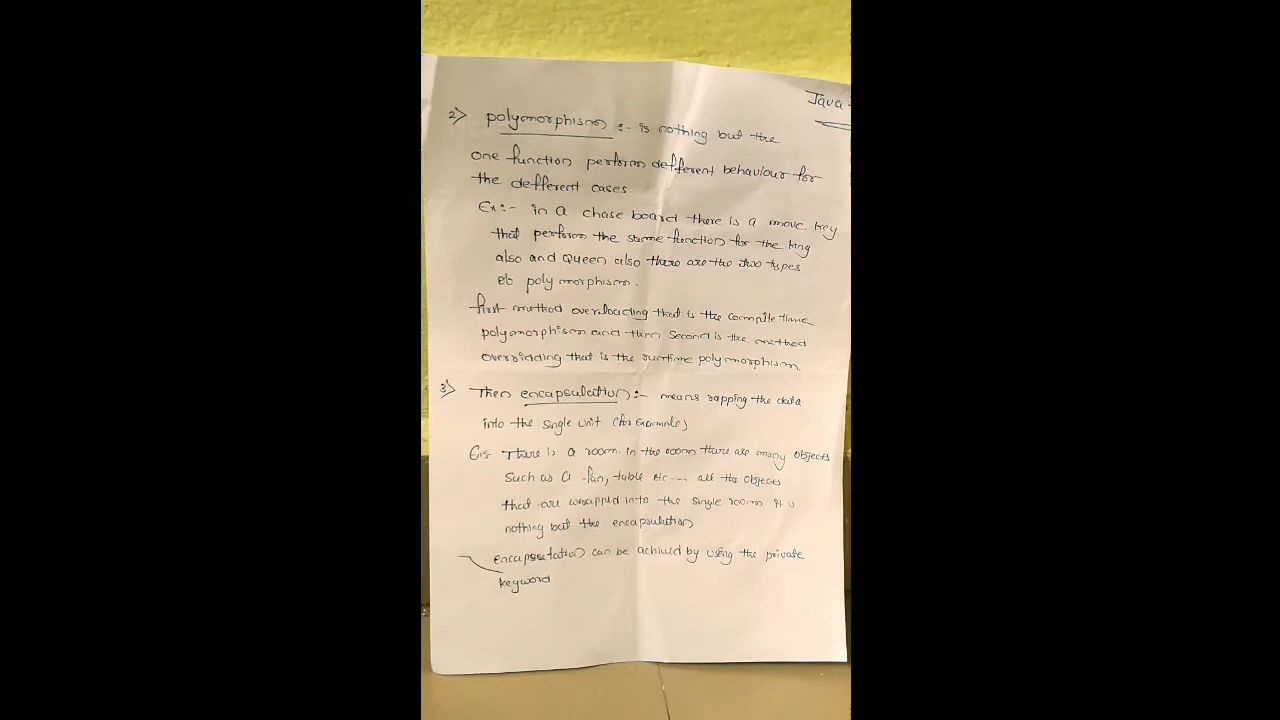 Java
2) polymorphism :- is nothing but the
one function perform defferent behaviour for
the defferent cases
Ex:- in a chase board there is a move key
that perform the same function for the king
also and Queen also there are the two types
of poly morphism.
first method overloading that is the compile time
polymorphism and then second is the method
overridding that is the runtime polymorphism.
3) Then encapsulation :- means rapping the data
into the single unit (for example)
Ex: There is a room in the room there are many objects
such as a fan, table etc... all the objects
that are wrapped into the single room it is
nothing but the encapsulation
encapsulation can be achived by using the private
keyword